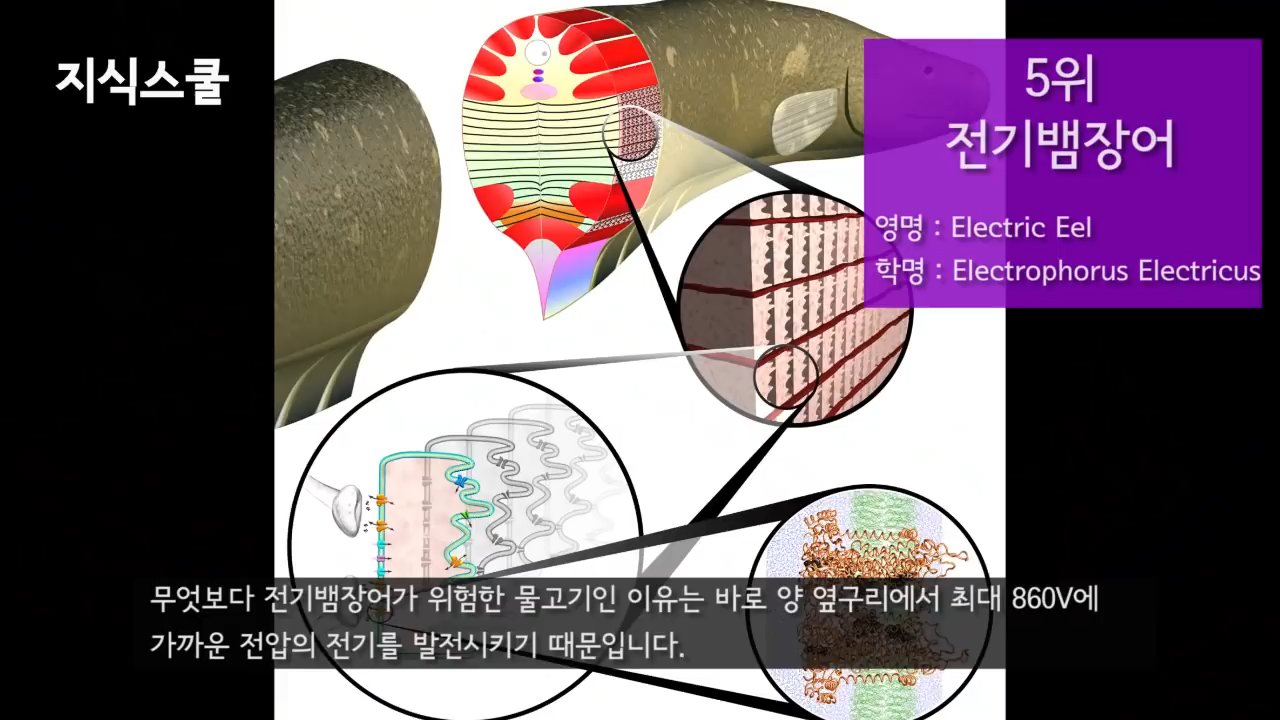 지식스쿨
5위
전기뱀장어
영명 : Electric Eel
학명 : Electrophorus Electricus
무엇보다 전기뱀장어가 위험한 물고기인 이유는 바로 양 옆구리에서 최대 860V에
가까운 전압의 전기를 발전시키기 때문입니다.